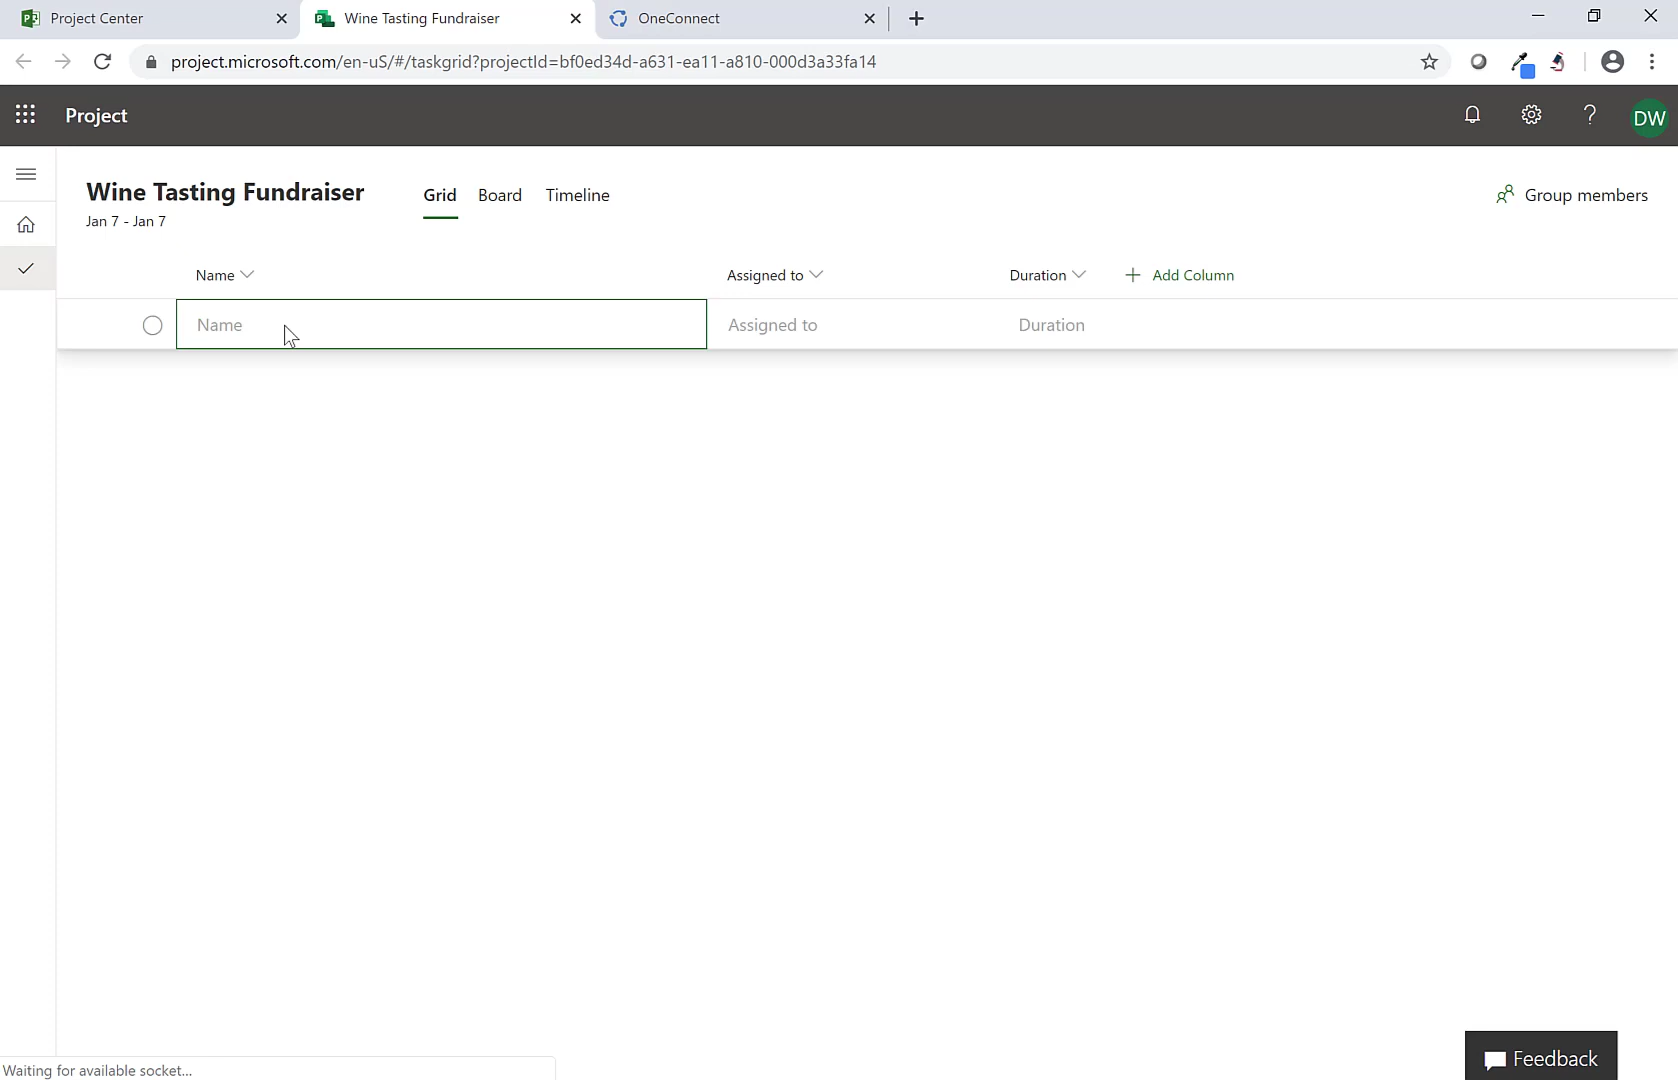 Project Center
Wine Tasting Fundraiser
OneConnect
project.microsoft.com/en-uS/#/taskgrid?projectId=bf0ed34d-a631-ea11-a810-000d3a33fa14
Project
? DW
Wine Tasting Fundraiser
Jan 7 - Jan 7
Grid Board Timeline
Group members
Name Assigned to Duration + Add Column
Name Assigned to Duration
Feedback
Waiting for available socket...